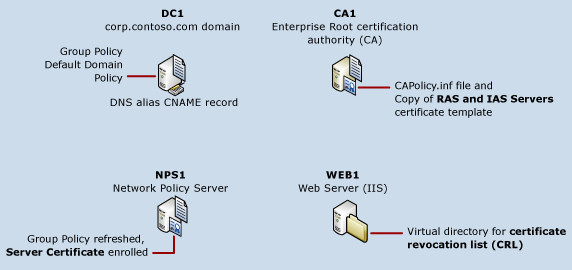 DC1
corp.contoso.com domain
Group Policy
Default Domain
Policy
DNS alias CNAME record
CA1
Enterprise Root certification
authority (CA)
CAPolicy.inf file and
Copy of RAS and IAS Servers
certificate template
NPS1
Network Policy Server
Group Policy refreshed,
Server Certificate enrolled
WEB1
Web Server (IIS)
Virtual directory for certificate
revocation list (CRL)